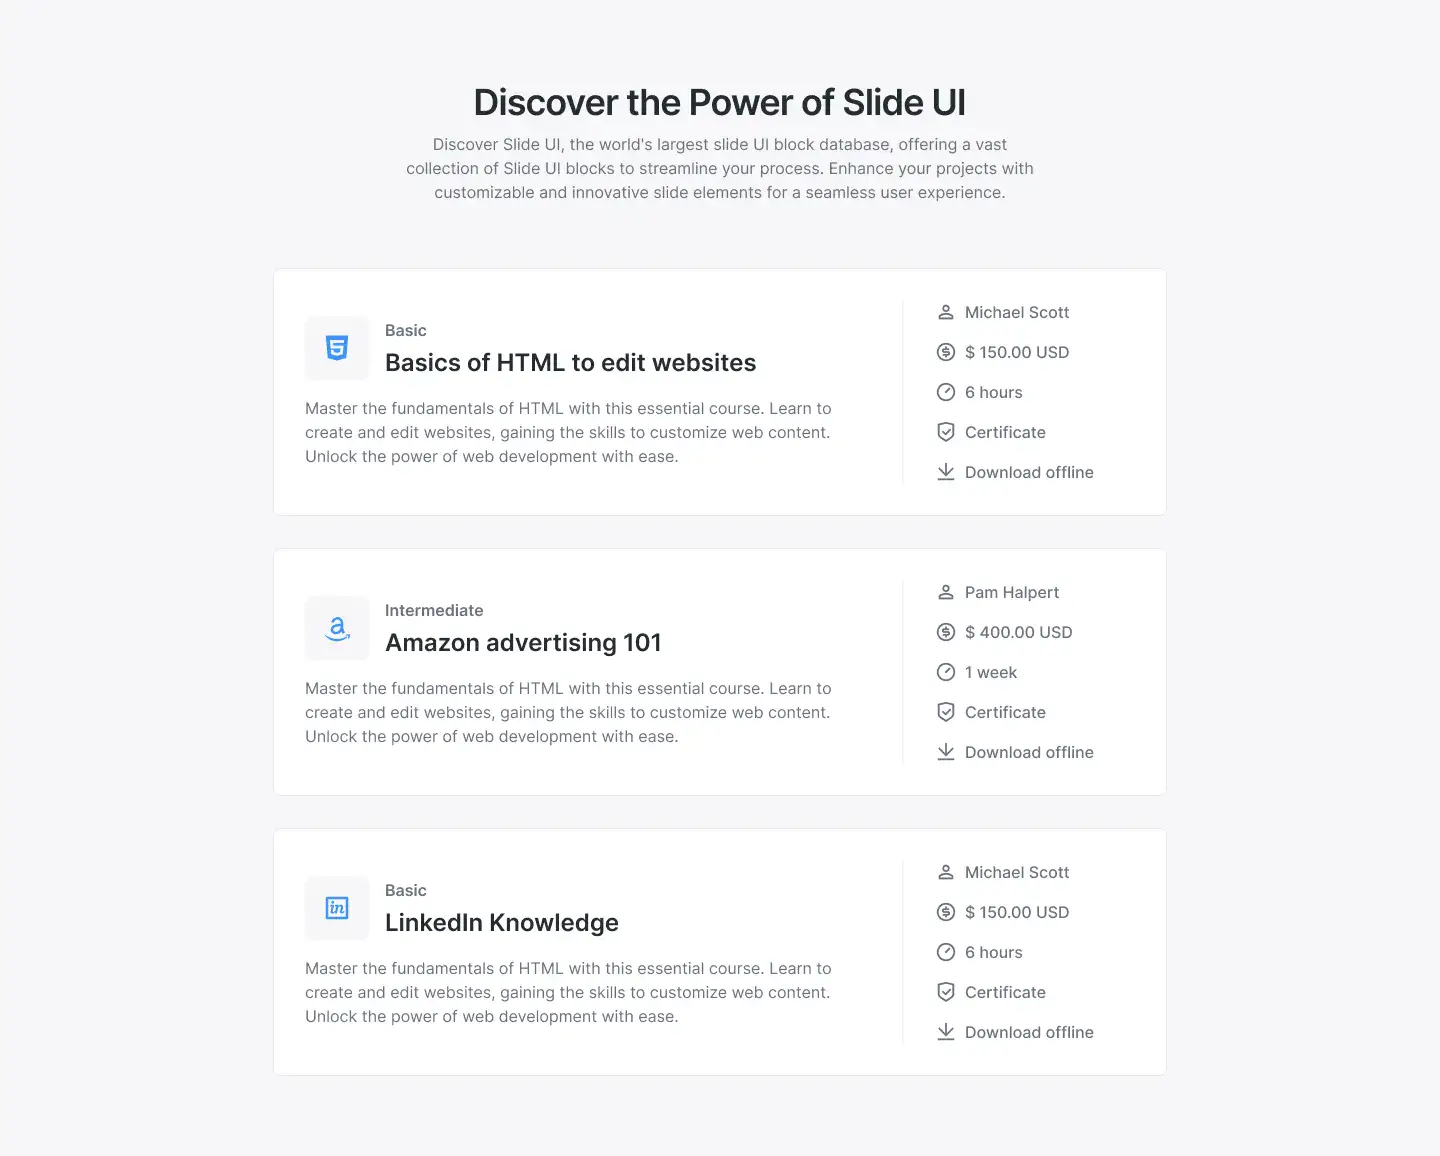 Discover the Power of Slide UI
Discover Slide UI, the world's largest slide UI block database, offering a vast
collection of Slide UI blocks to streamline your process. Enhance your projects with
customizable and innovative slide elements for a seamless user experience.
Basic
Basics of HTML to edit websites
Master the fundamentals of HTML with this essential course. Learn to
create and edit websites, gaining the skills to customize web content.
Unlock the power of web development with ease.
Michael Scott
$ 150.00 USD
6 hours
Certificate
Download offline
Intermediate
Amazon advertising 101
Master the fundamentals of HTML with this essential course. Learn to
create and edit websites, gaining the skills to customize web content.
Unlock the power of web development with ease.
Pam Halpert
$ 400.00 USD
1 week
Certificate
Download offline
Basic
LinkedIn Knowledge
Master the fundamentals of HTML with this essential course. Learn to
create and edit websites, gaining the skills to customize web content.
Unlock the power of web development with ease.
Michael Scott
$ 150.00 USD
6 hours
Certificate
Download offline